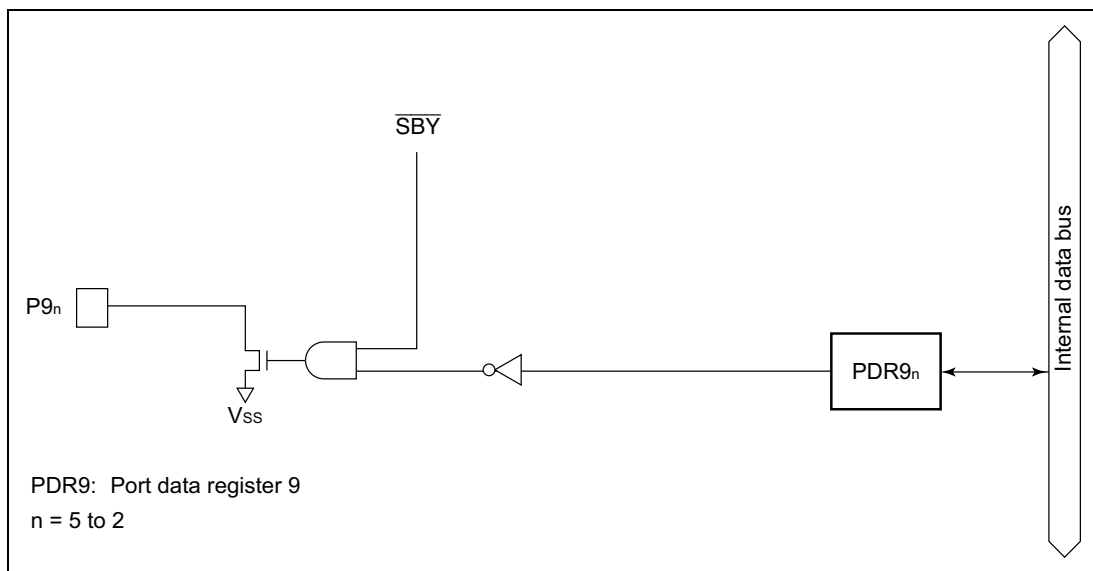 SBY
P9n
PDR9n
Internal data bus
VSS
PDR9: Port data register 9
n = 5 to 2